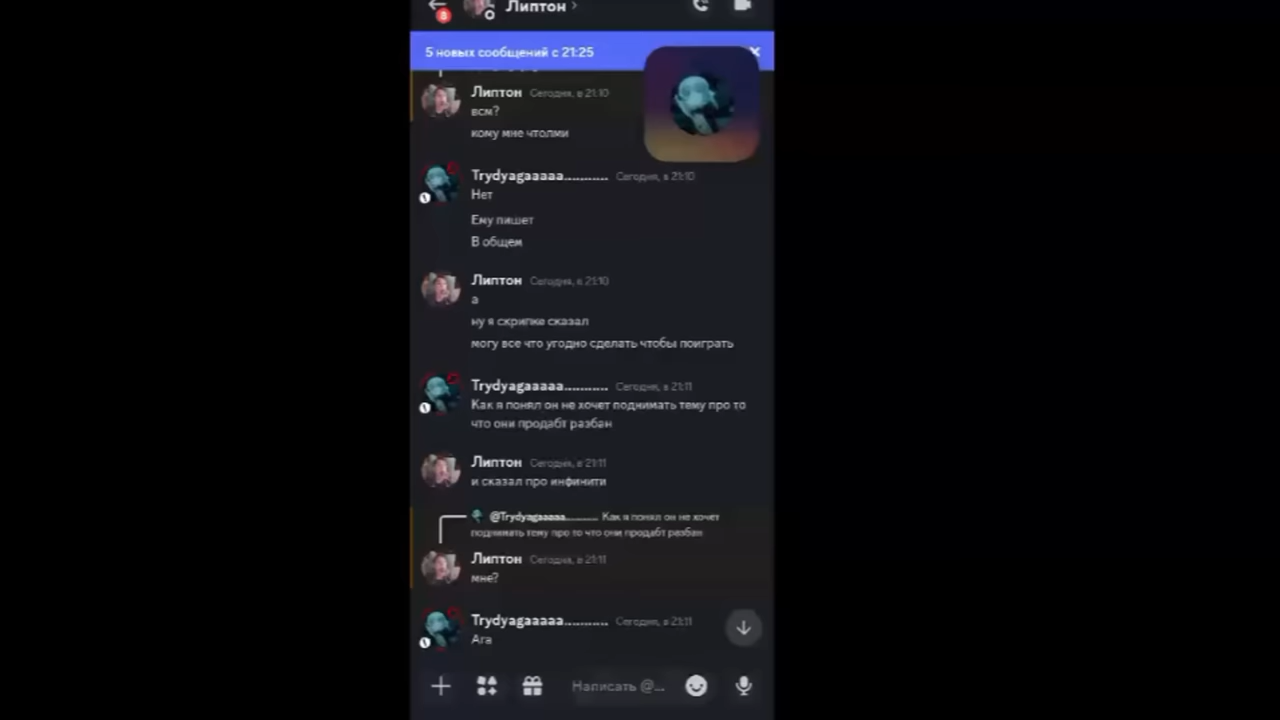 8
Липтон ›
5 новых сообщений с 21:25
Липтон Сегодня, в 21:10
всм?
кому мне чтолми
Trydyagaaaaa........... Сегодня, в 21:10
Нет
Ему пишет
В общем
Липтон Сегодня, в 21:10
а
ну я скрипке сказал
могу все что угодно сделать чтобы поиграть
Trydyagaaaaa........... Сегодня, в 21:11
Как я понял он не хочет поднимать тему про то
что они продабт разбан
Липтон Сегодня, в 21:11
и сказал про инфинити
@Trydyagaaaaa........... Как я понял он не хочет
поднимать тему про то что они продабт разбан
Липтон Сегодня, в 21:11
мне?
Trydyagaaaaa........... Сегодня, в 21:11
Ага
Написать @...